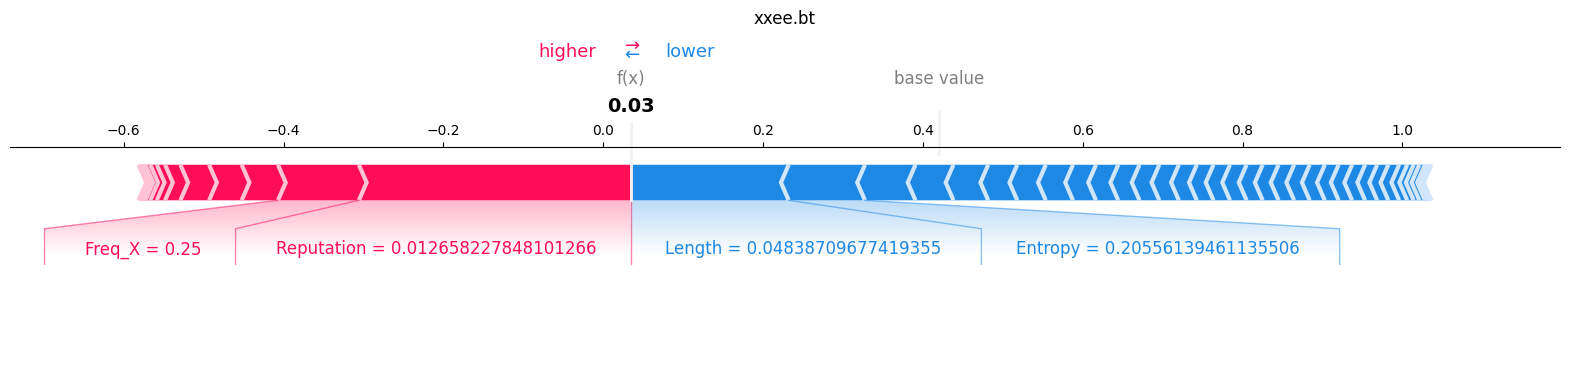 xxee.bt
higher ⇄ lower
f(x) base value
0.03
−0.6 −0.4 −0.2 0.0 0.2 0.4 0.6 0.8 1.0
Freq_X = 0.25 Reputation = 0.012658227848101266 Length = 0.04838709677419355 Entropy = 0.20556139461135506